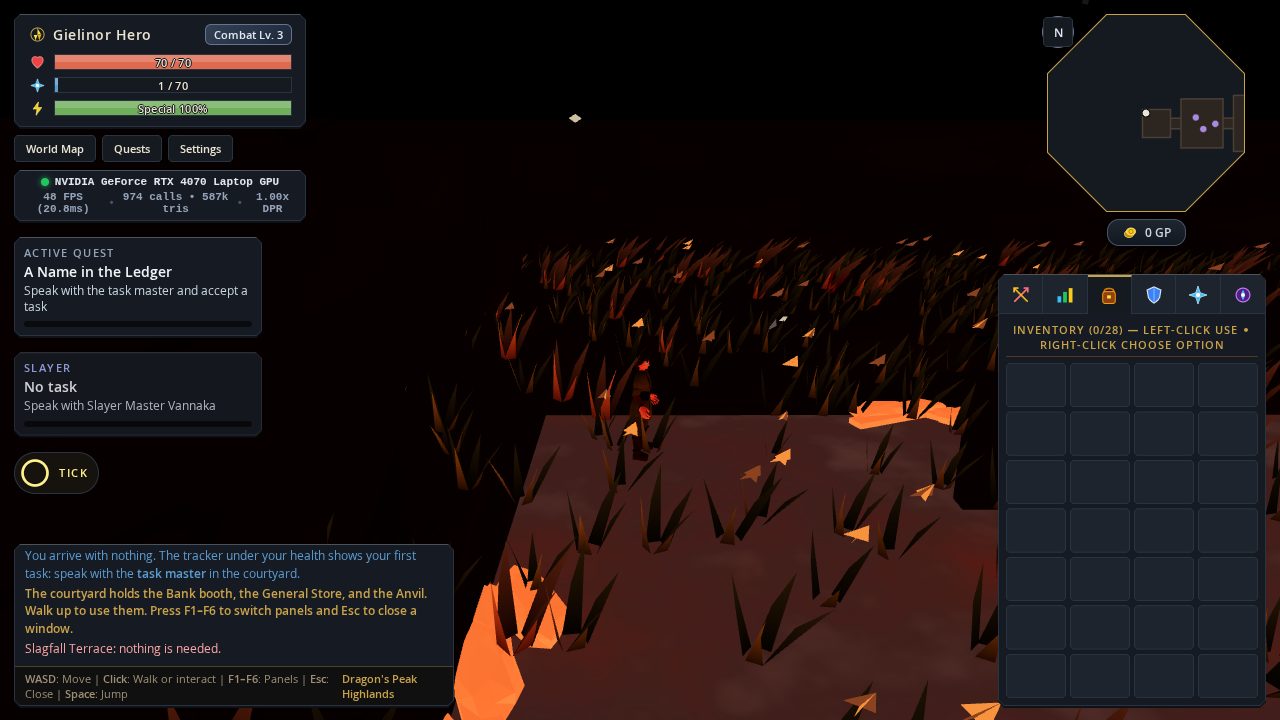 Gielinor Hero
Combat Lv. 3
70 / 70
1 / 70
Special 100%
World Map
Quests
Settings
NVIDIA GeForce RTX 4070 Laptop GPU
48 FPS (20.8ms) • 974 calls • 587k tris • 1.00x DPR
ACTIVE QUEST
A Name in the Ledger
Speak with the task master and accept a
task
SLAYER
No task
Speak with Slayer Master Vannaka
TICK
You arrive with nothing. The tracker under your health shows your first
task: speak with the task master in the courtyard.
The courtyard holds the Bank booth, the General Store, and the Anvil.
Walk up to use them. Press F1–F6 to switch panels and Esc to close a
window.
Slagfall Terrace: nothing is needed.
WASD: Move | Click: Walk or interact | F1–F6: Panels | Esc:
Close | Space: Jump
Dragon's Peak
Highlands
N
0 GP
INVENTORY (0/28) — LEFT-CLICK USE •
RIGHT-CLICK CHOOSE OPTION